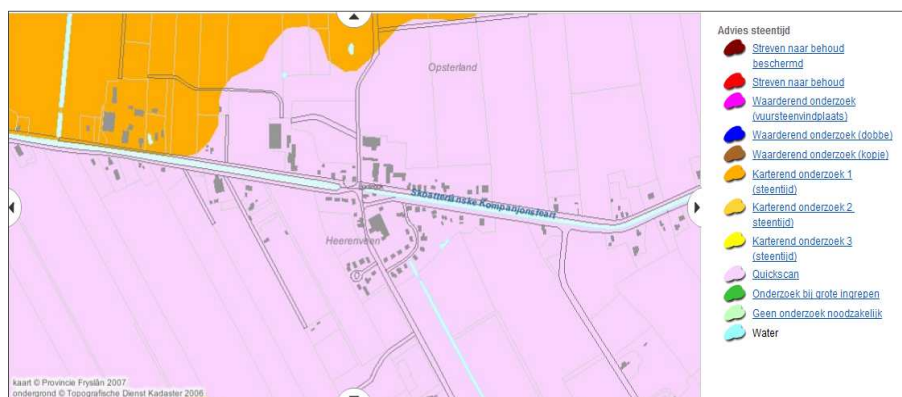 Opsterland
Skoatterlânske Kompanjonsfeart
Heerenveen
kaart © Provincie Fryslân 2007
ondergrond © Topografische Dienst Kadaster 2006
Advies steentijd
Streven naar behoud
beschermd
Streven naar behoud
Waarderend onderzoek
(vuursteenvindplaats)
Waarderend onderzoek (dobbe)
Waarderend onderzoek (kopje)
Karterend onderzoek 1
(steentijd)
Karterend onderzoek 2
steentijd)
Karterend onderzoek 3
(steentijd)
Quickscan
Onderzoek bij grote ingrepen
Geen onderzoek noodzakelijk
Water